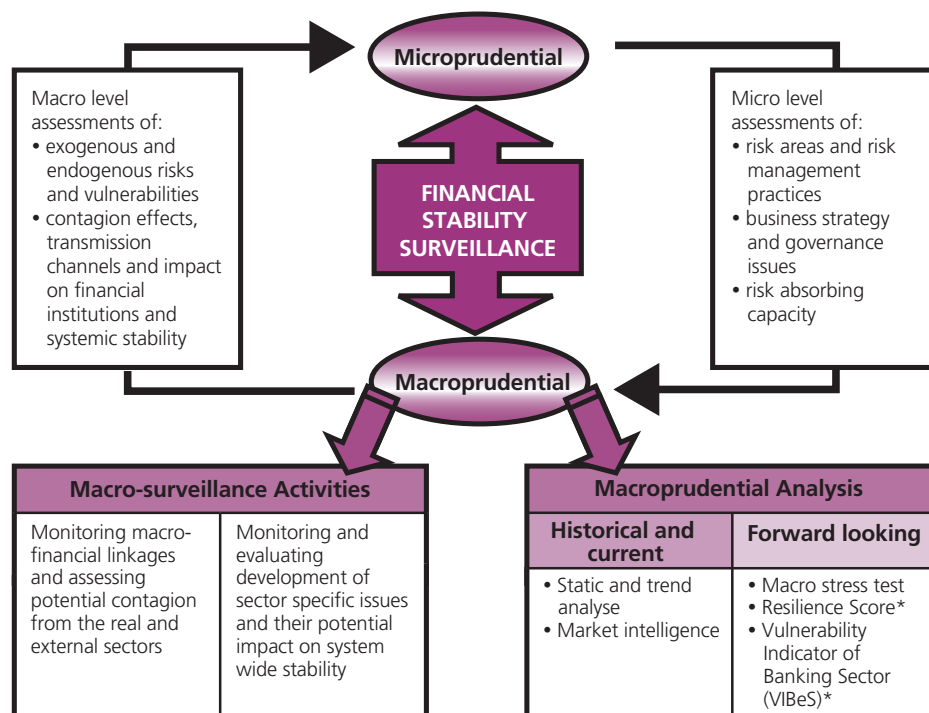 Microprudential
Macro level
assessments of:
• exogenous and
endogenous risks
and vulnerabilities
• contagion effects,
transmission
channels and impact
on financial
institutions and
systemic stability
FINANCIAL
STABILITY
SURVEILLANCE
Micro level
assessments of:
• risk areas and risk
management
practices
• business strategy
and governance
issues
• risk absorbing
capacity
Macroprudential
Macro-surveillance Activities
Monitoring macro-
financial linkages
and assessing
potential contagion
from the real and
external sectors
Monitoring and
evaluating
development of
sector specific issues
and their potential
impact on system
wide stability
Macroprudential Analysis
Historical and
current
• Static and trend
analyse
• Market intelligence
Forward looking
• Macro stress test
• Resilience Score*
• Vulnerability
Indicator of
Banking Sector
(VIBeS)*